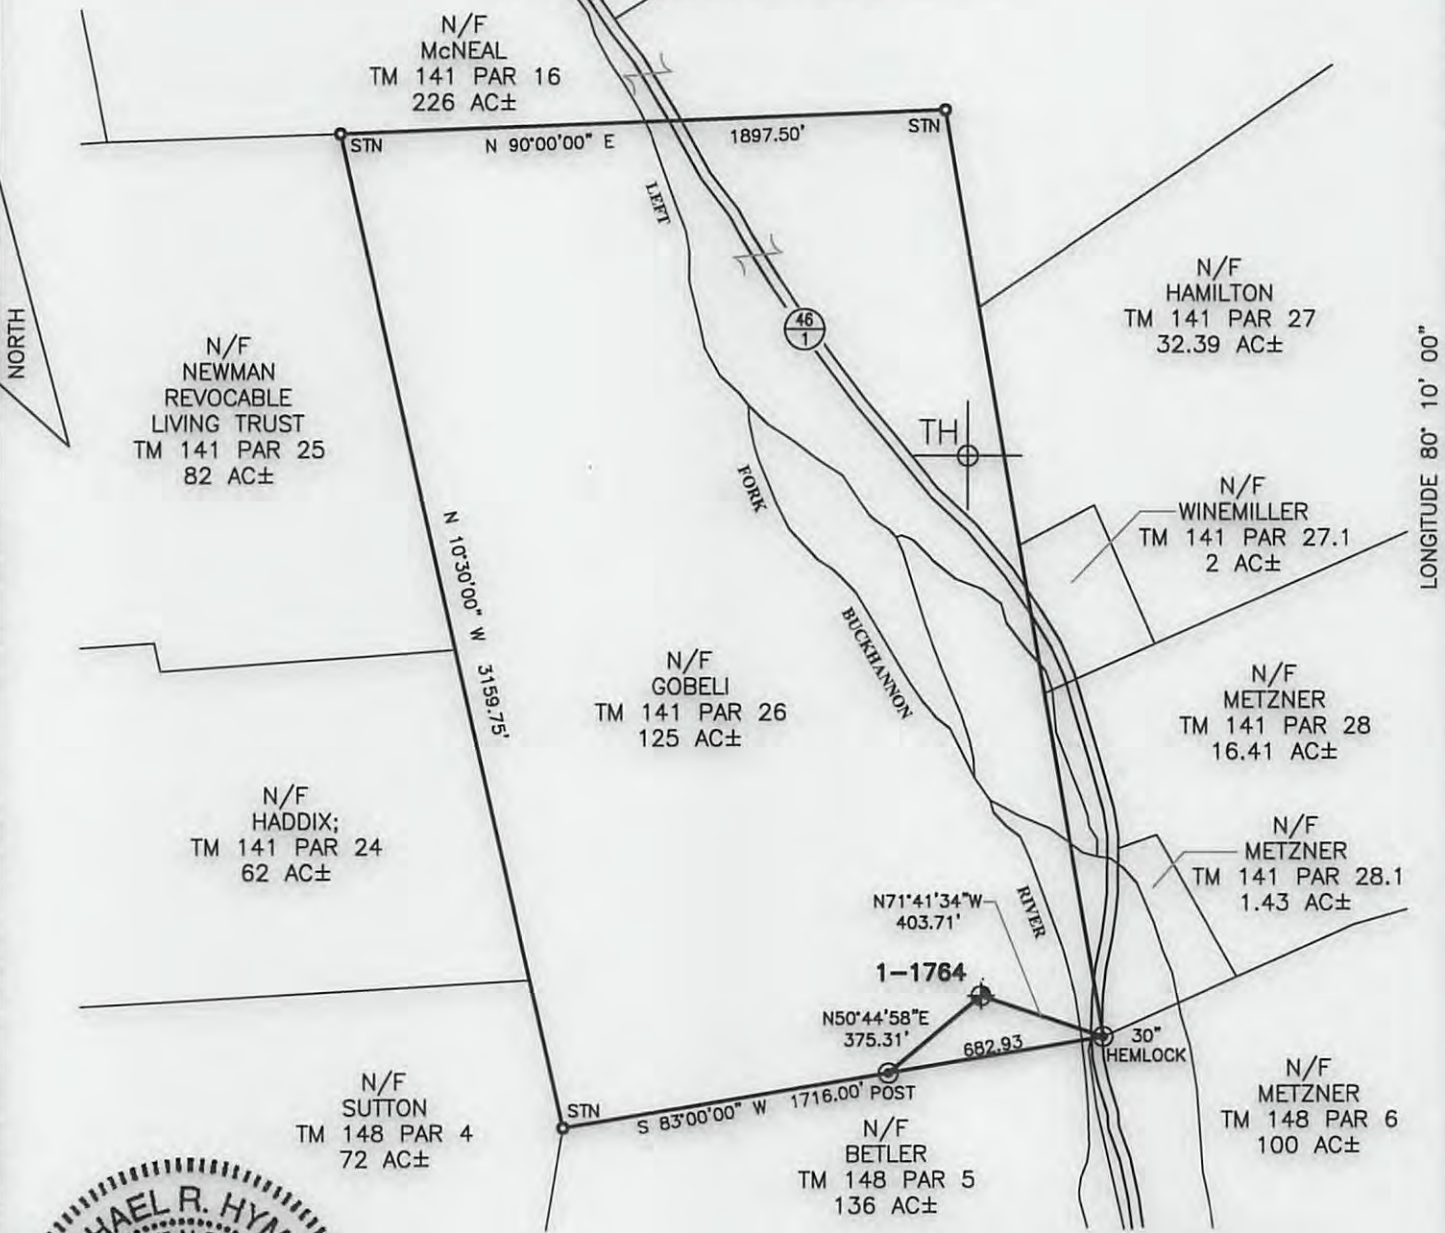 N/F
McNEAL
TM 141 PAR 16
226 AC±
STN
N 90°00'00" E
1897.50'
STN
LEFT
NORTH
N/F
HAMILTON
TM 141 PAR 27
32.39 AC±
46
1
LONGITUDE 80° 10' 00"
N/F
NEWMAN
REVOCABLE
LIVING TRUST
TM 141 PAR 25
82 AC±
TH
FORK
N/F
WINEMILLER
TM 141 PAR 27.1
2 AC±
N 10°30'00" W 3159.75'
BUCKHANNON
N/F
GOBELI
TM 141 PAR 26
125 AC±
N/F
METZNER
TM 141 PAR 28
16.41 AC±
N/F
HADDIX;
TM 141 PAR 24
62 AC±
N/F
METZNER
TM 141 PAR 28.1
1.43 AC±
N71°41'34"W
403.71'
RIVER
1-1764
N50°44'58"E
375.31'
682.93
30"
HEMLOCK
POST
STN
S 83°00'00" W 1716.00'
N/F
SUTTON
TM 148 PAR 4
72 AC±
N/F
BETLER
TM 148 PAR 5
136 AC±
N/F
METZNER
TM 148 PAR 6
100 AC±
HAEL R. HYM